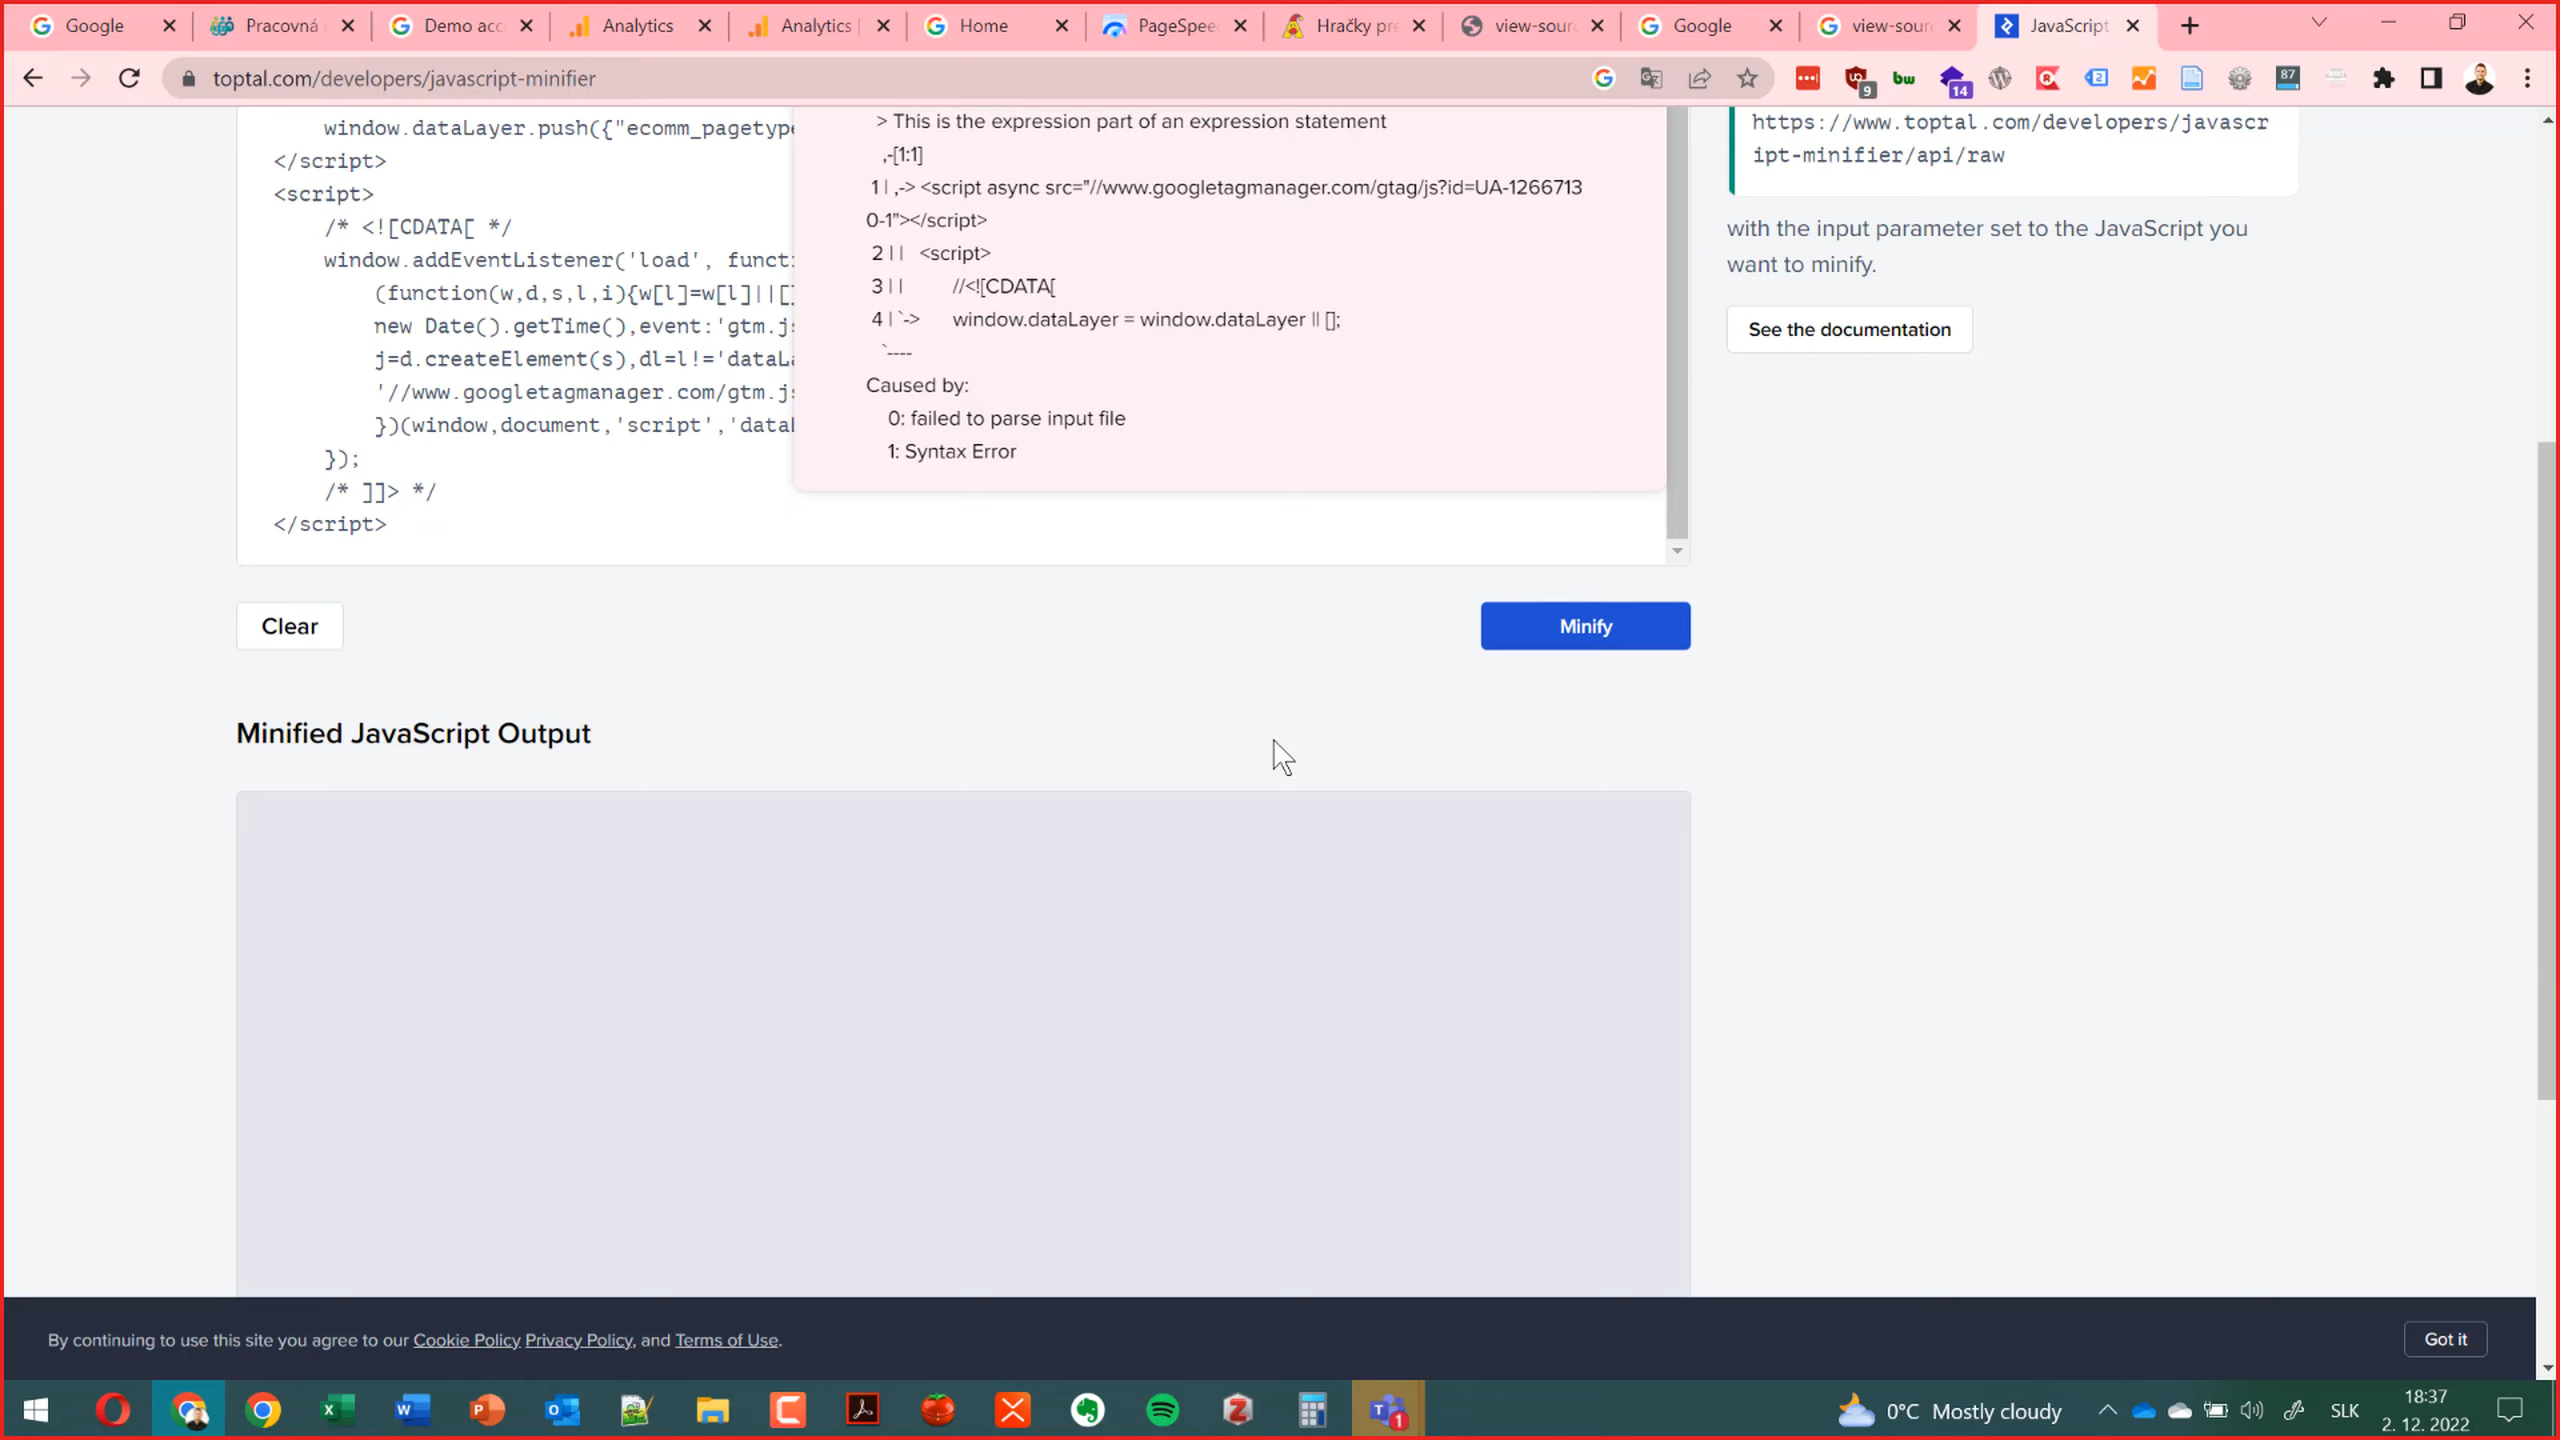 Google
Pracovná
Demo acc
Analytics
Analytics
Home
PageSpee
Hračky pre
view-sour
Google
view-sour
JavaScript
toptal.com/developers/javascript-minifier
9
14
87
window.dataLayer.push({"ecomm_pagetype
</script>
<script>
/* <![CDATA[ */
window.addEventListener('load', functi
(function(w,d,s,l,i){w[l]=w[l]||[]
new Date().getTime(),event:'gtm.js
j=d.createElement(s),dl=l!='dataLa
'//www.googletagmanager.com/gtm.js
})(window,document,'script','datal
});
/* ]]> */
</script>
> This is the expression part of an expression statement
,-[1:1]
1 | ,-> <script async src="//www.googletagmanager.com/gtag/js?id=UA-1266713
0-1"></script>
2 | |   <script>
3 | |       //<![CDATA[
4 | `->     window.dataLayer = window.dataLayer || [];
`----
Caused by:
0: failed to parse input file
1: Syntax Error
https://www.toptal.com/developers/javascr
ipt-minifier/api/raw
with the input parameter set to the JavaScript you
want to minify.
See the documentation
Clear
Minify
Minified JavaScript Output
By continuing to use this site you agree to our Cookie Policy Privacy Policy, and Terms of Use.
Got it
0°C Mostly cloudy
SLK
18:37
2. 12. 2022